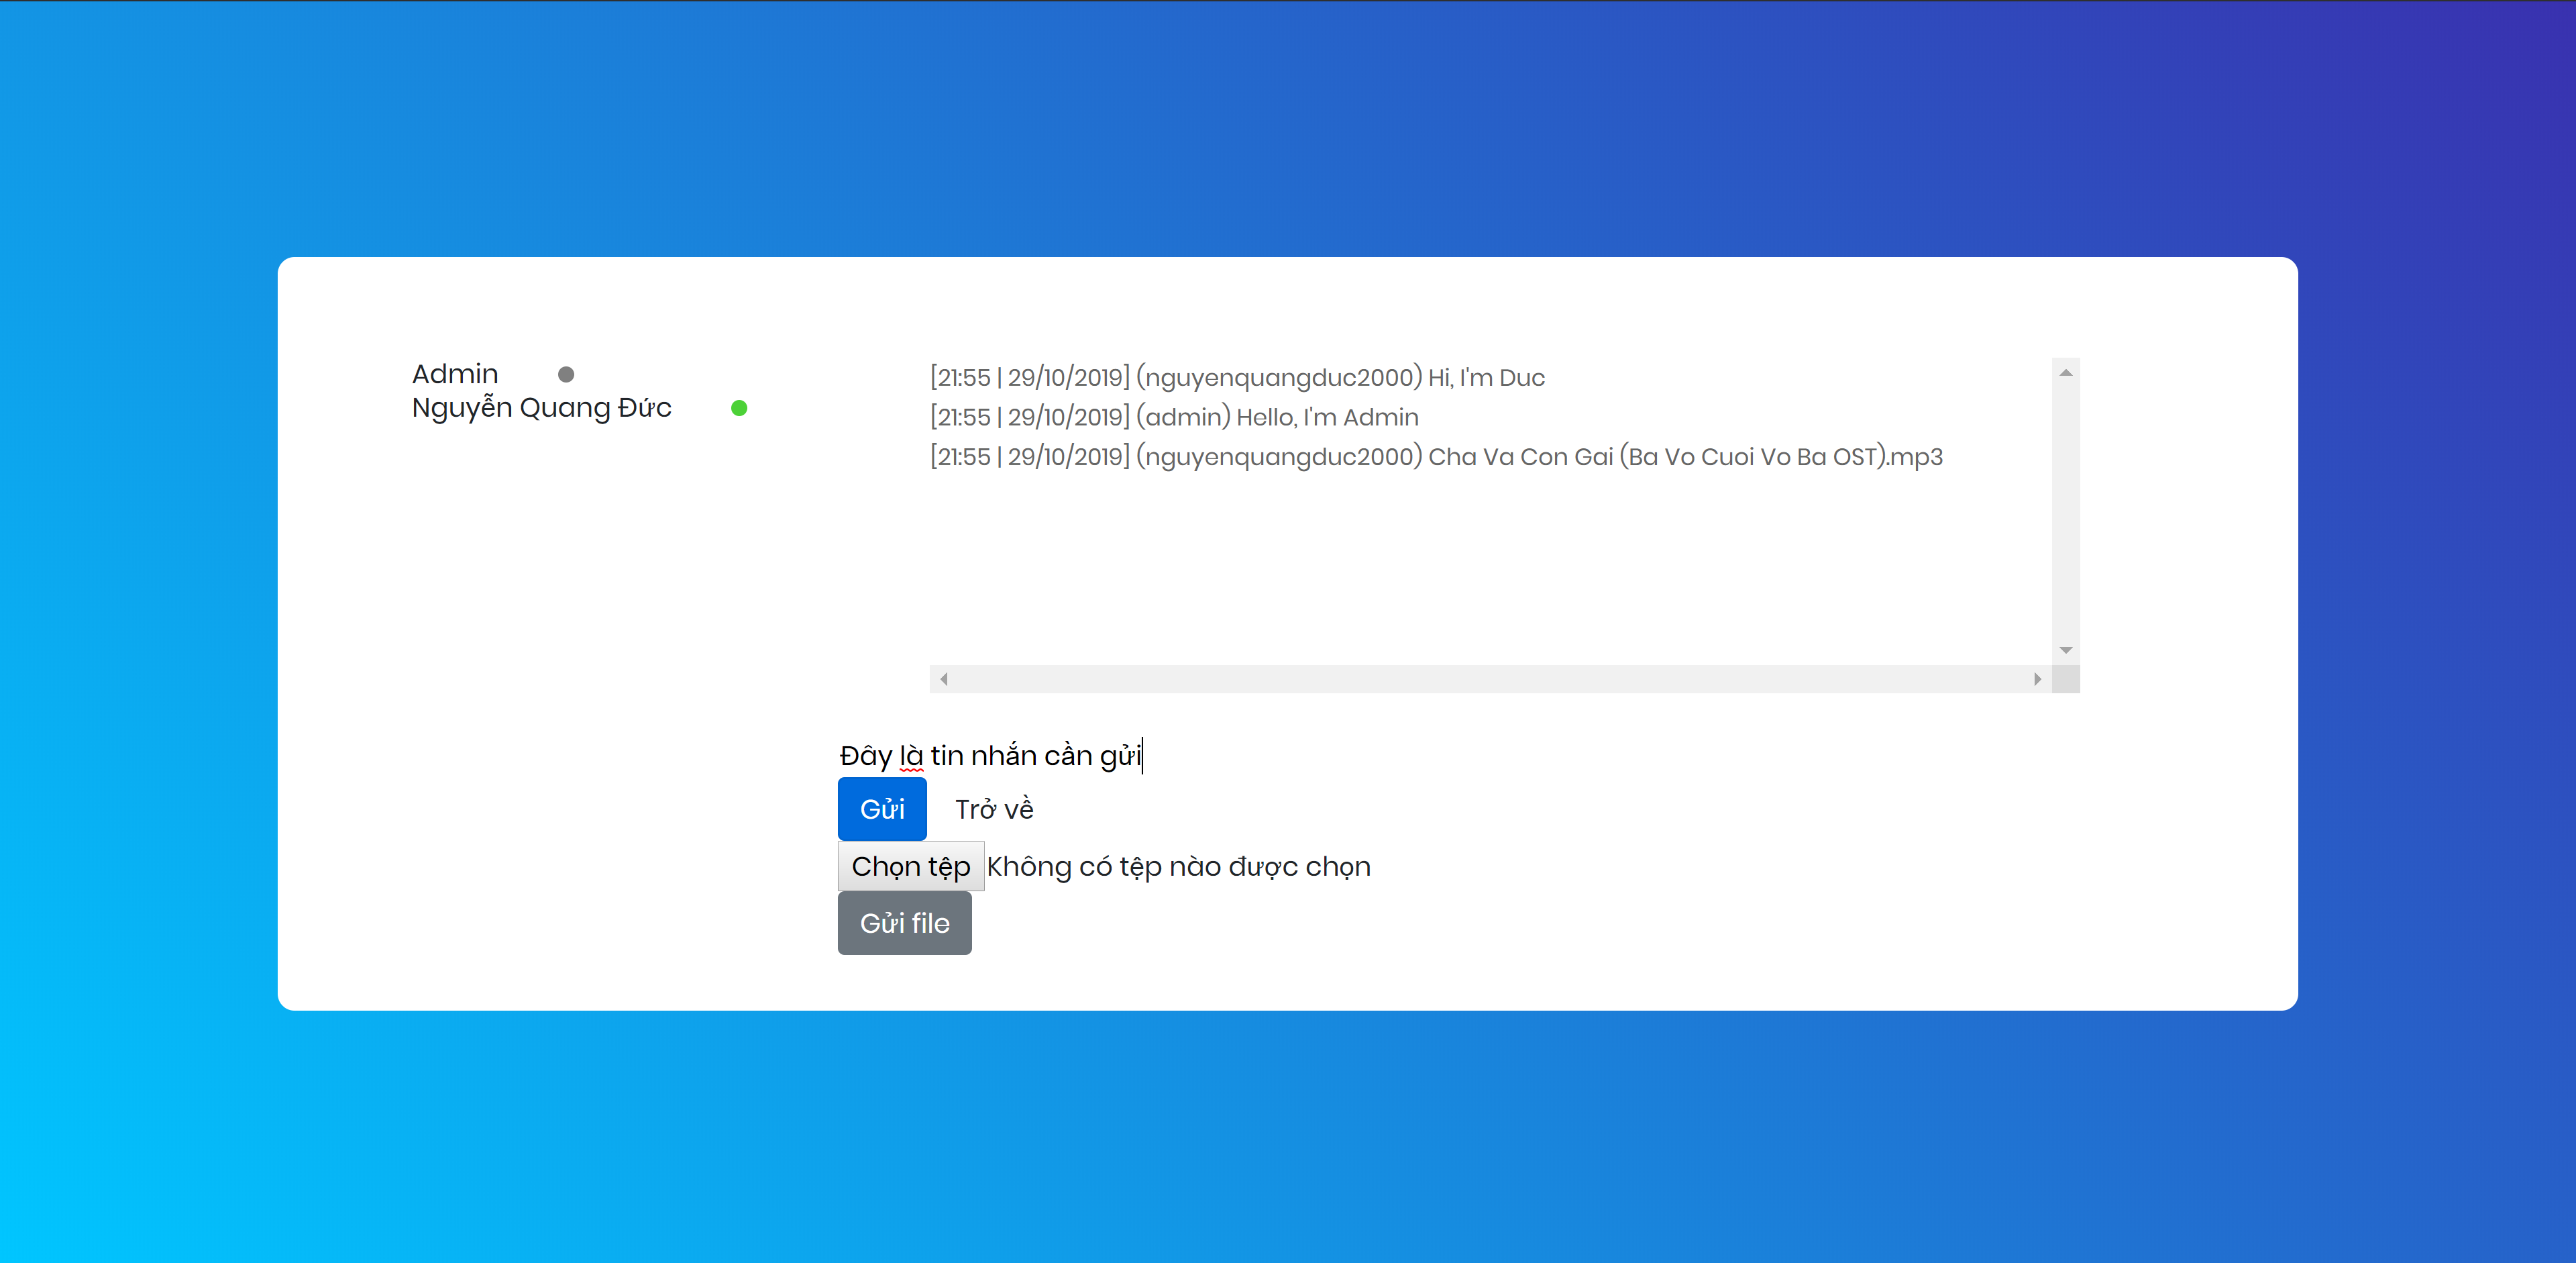 Admin
Nguyễn Quang Đức
[21:55 | 29/10/2019] (nguyenquangduc2000) Hi, I'm Duc
[21:55 | 29/10/2019] (admin) Hello, I'm Admin
[21:55 | 29/10/2019] (nguyenquangduc2000) Cha Va Con Gai (Ba Vo Cuoi Vo Ba OST).mp3
Đây là tin nhắn cần gửi
Gửi Trở về
Chọn tệp Không có tệp nào được chọn
Gửi file